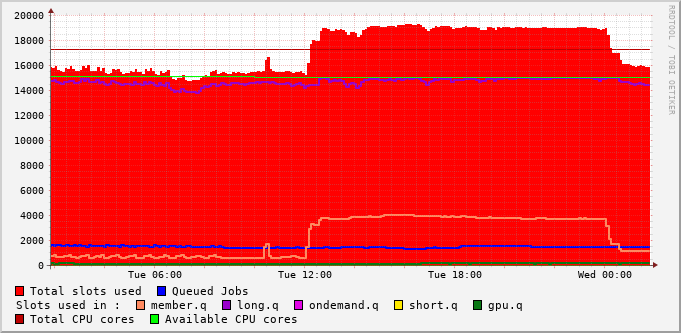 20000
18000
16000
14000
12000
10000
8000
6000
4000
2000
0
Tue 06:00 Tue 12:00 Tue 18:00 Wed 00:00
RRDTOOL / TOBI OETIKER
Total slots used Queued Jobs
Slots used in : member.q long.q ondemand.q short.q gpu.q
Total CPU cores Available CPU cores